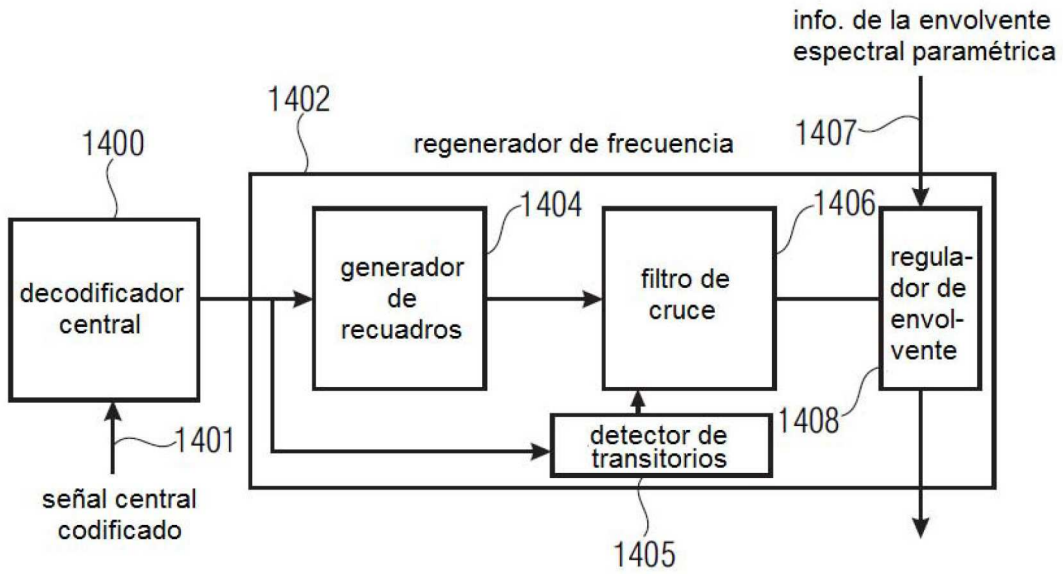 info. de la envolvente
espectral paramétrica
1402
1400
1407
regenerador de frecuencia
1404
1406
decodificador
central
generador
de
recuadros
filtro de
cruce
regula-
dor de
envol-
vente
1408
detector de
transitorios
1401
señal central
codificado
1405